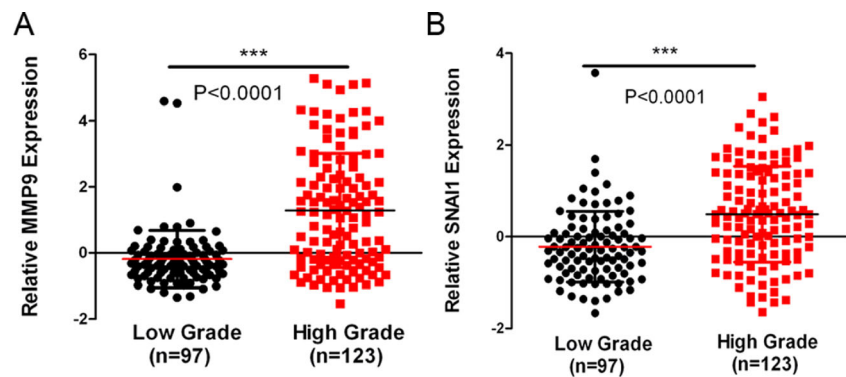 A
Relative MMP9 Expression
6
4
2
0
-2
***
P<0.0001
Low Grade
(n=97)
High Grade
(n=123)
B
Relative SNAI1 Expression
4
2
0
-2
***
P<0.0001
Low Grade
(n=97)
High Grade
(n=123)